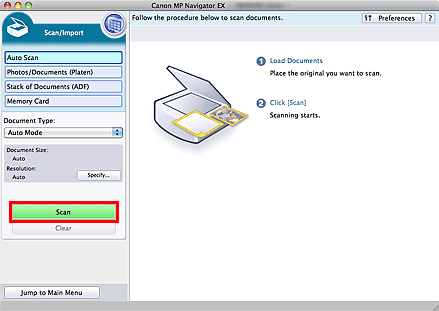 Canon MP Navigator EX
Scan/Import
Follow the procedure below to scan documents.
Preferences
?
Auto Scan
Photos/Documents (Platen)
Stack of Documents (ADF)
Memory Card
Document Type:
Auto Mode
Document Size:
Auto
Resolution:
Auto
Specify...
Scan
Clear
Jump to Main Menu
1 Load Documents
Place the original you want to scan.
2 Click [Scan]
Scanning starts.